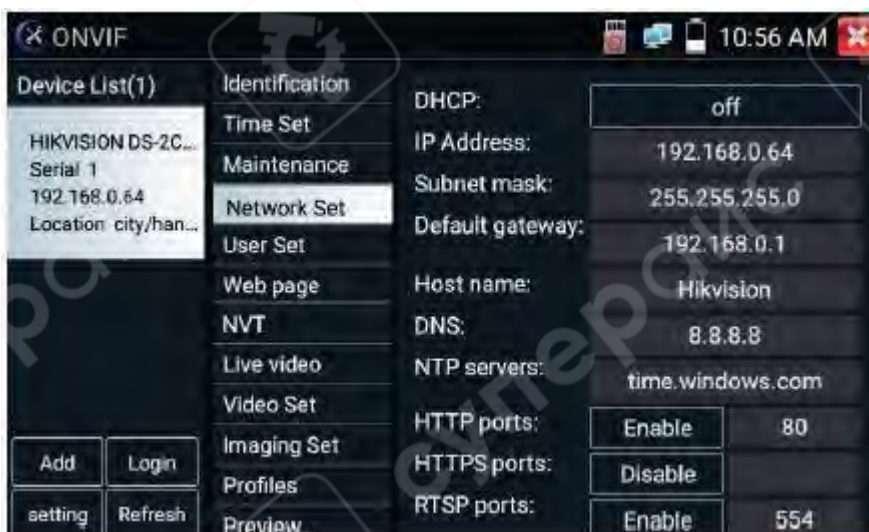 ONVIF
10:56 AM
Device List(1)
HIKVISION DS-2C...
Serial 1
192.168.0.64
Location city/han...
Add
Login
setting
Refresh
Identification
Time Set
Maintenance
Network Set
User Set
Web page
NVT
Live video
Video Set
Imaging Set
Profiles
Preview
DHCP: off
IP Address: 192.168.0.64
Subnet mask: 255.255.255.0
Default gateway: 192.168.0.1
Host name: Hikvision
DNS: 8.8.8.8
NTP servers: time.windows.com
HTTP ports: Enable 80
HTTPS ports: Disable
RTSP ports: Enable 554